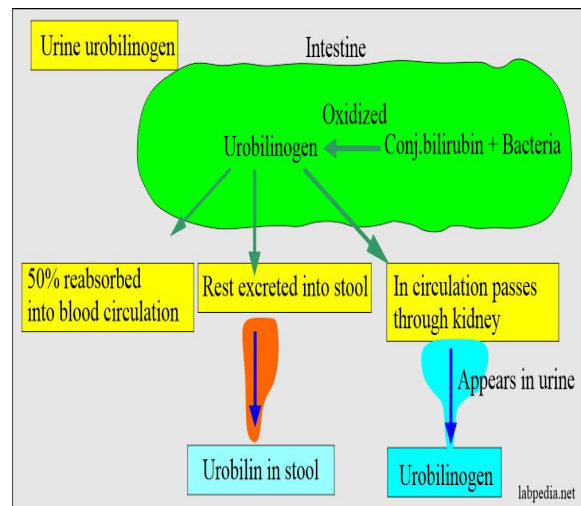 Urine urobilinogen
Intestine
Oxidized
Urobilinogen
Conj.bilirubin + Bacteria
50% reabsorbed
into blood circulation
Rest excreted into stool
In circulation passes
through kidney
Appears in urine
Urobilin in stool
Urobilinogen
labpedia.net